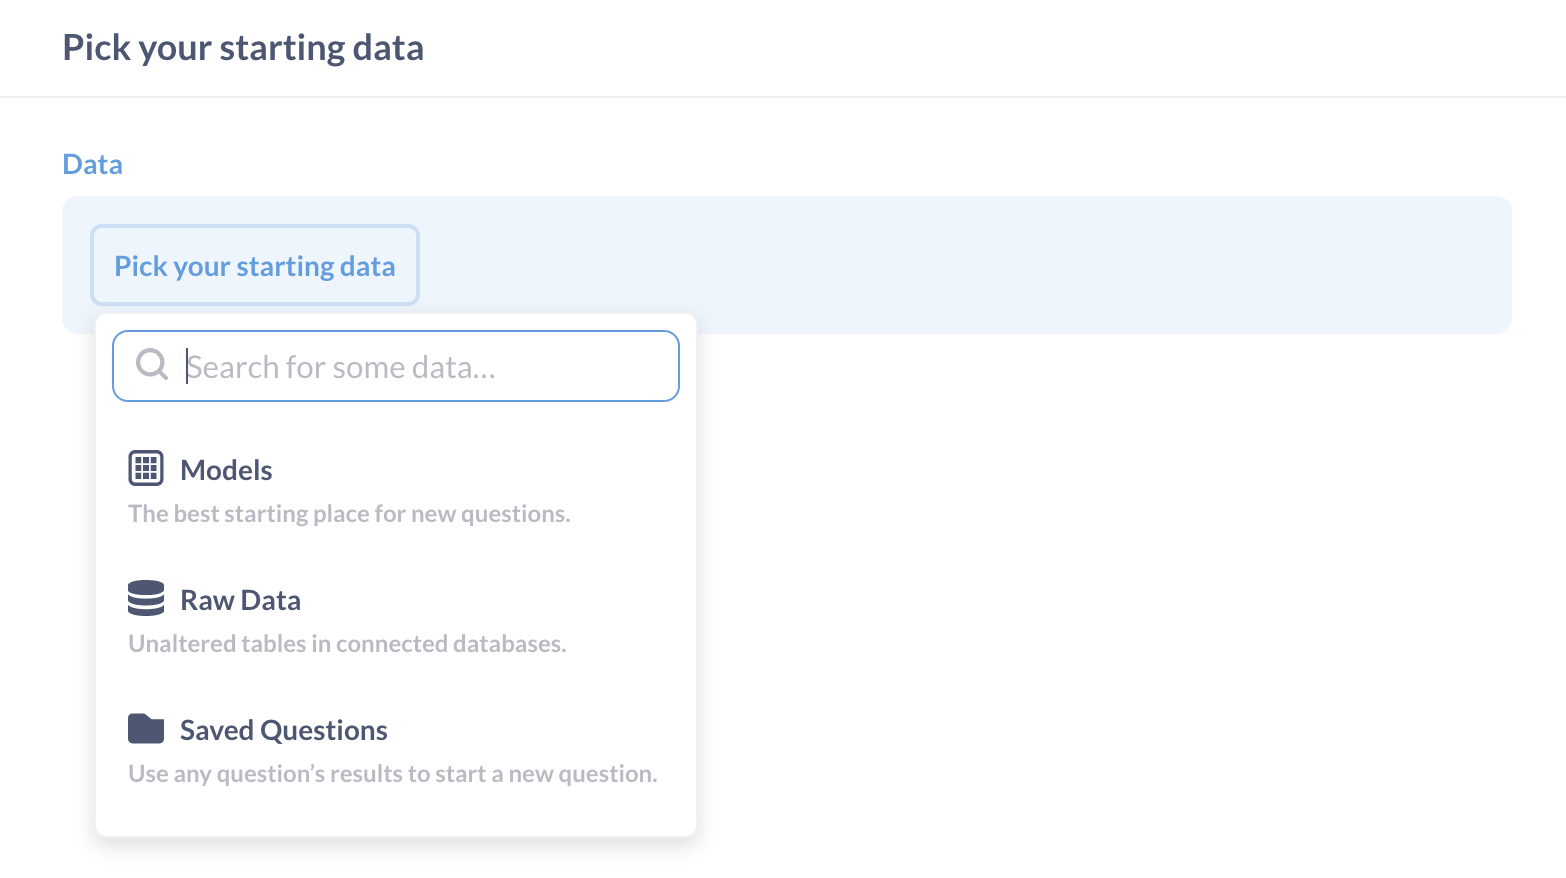 Pick your starting data
Data
Pick your starting data
Search for some data...
Models
The best starting place for new questions.
Raw Data
Unaltered tables in connected databases.
Saved Questions
Use any question’s results to start a new question.